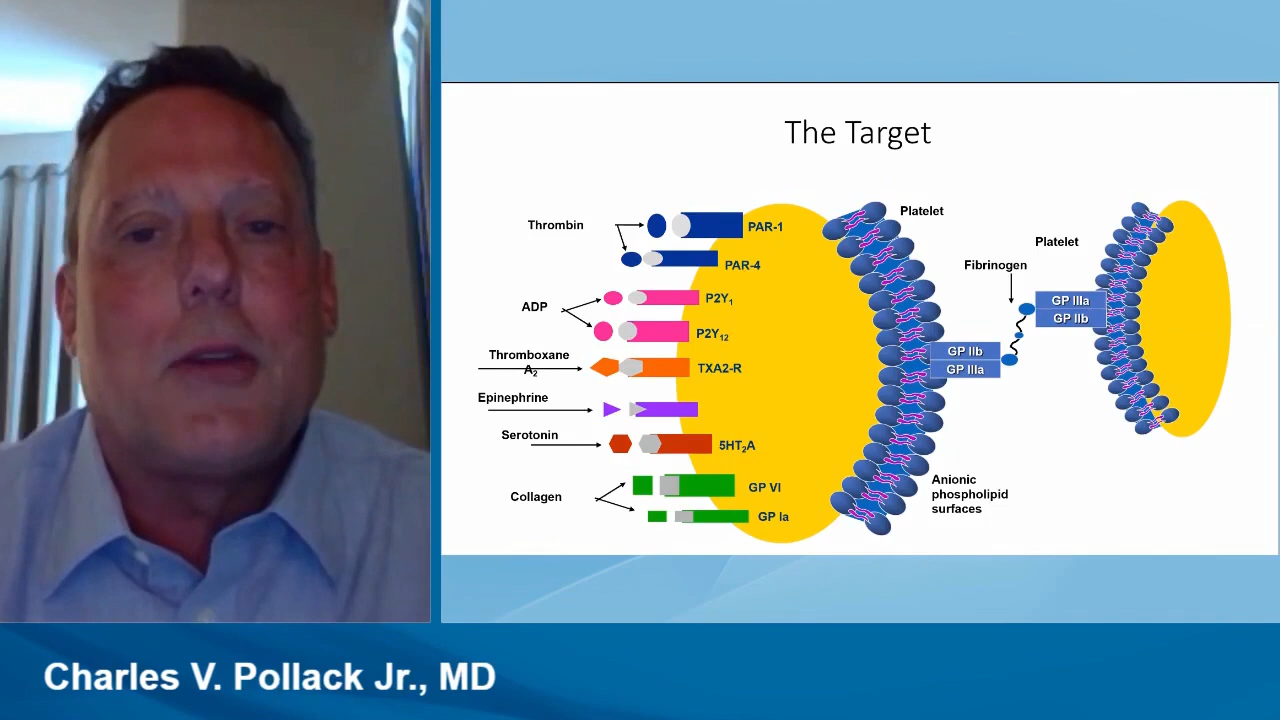 The Target
Thrombin
PAR-1
PAR-4
ADP
P2Y1
P2Y12
Thromboxane
A2
TXA2-R
Epinephrine
Serotonin
5HT2A
Collagen
GP VI
GP Ia
Platelet
Anionic
phospholipid
surfaces
GP IIb
GP IIIa
Fibrinogen
Platelet
GP IIIa
GP IIb
Charles V. Pollack Jr., MD